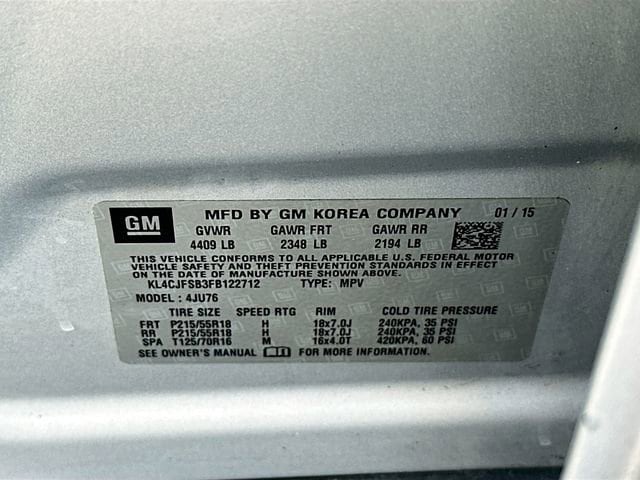 GM
MFD BY GM KOREA COMPANY 01 / 15
GVWR GAWR FRT GAWR RR
4409 LB 2348 LB 2194 LB
THIS VEHICLE CONFORMS TO ALL APPLICABLE U.S. FEDERAL MOTOR
VEHICLE SAFETY AND THEFT PREVENTION STANDARDS IN EFFECT
ON THE DATE OF MANUFACTURE SHOWN ABOVE.
KL4CJFSB3FB122712 TYPE: MPV
MODEL : 4JU76
TIRE SIZE SPEED RTG RIM COLD TIRE PRESSURE
FRT P215/55R18 H 18x7.0J 240KPA, 35 PSI
RR P215/55R18 H 18x7.0J 240KPA, 35 PSI
SPA T125/70R16 M 16x4.0T 420KPA, 60 PSI
SEE OWNER'S MANUAL FOR MORE INFORMATION.